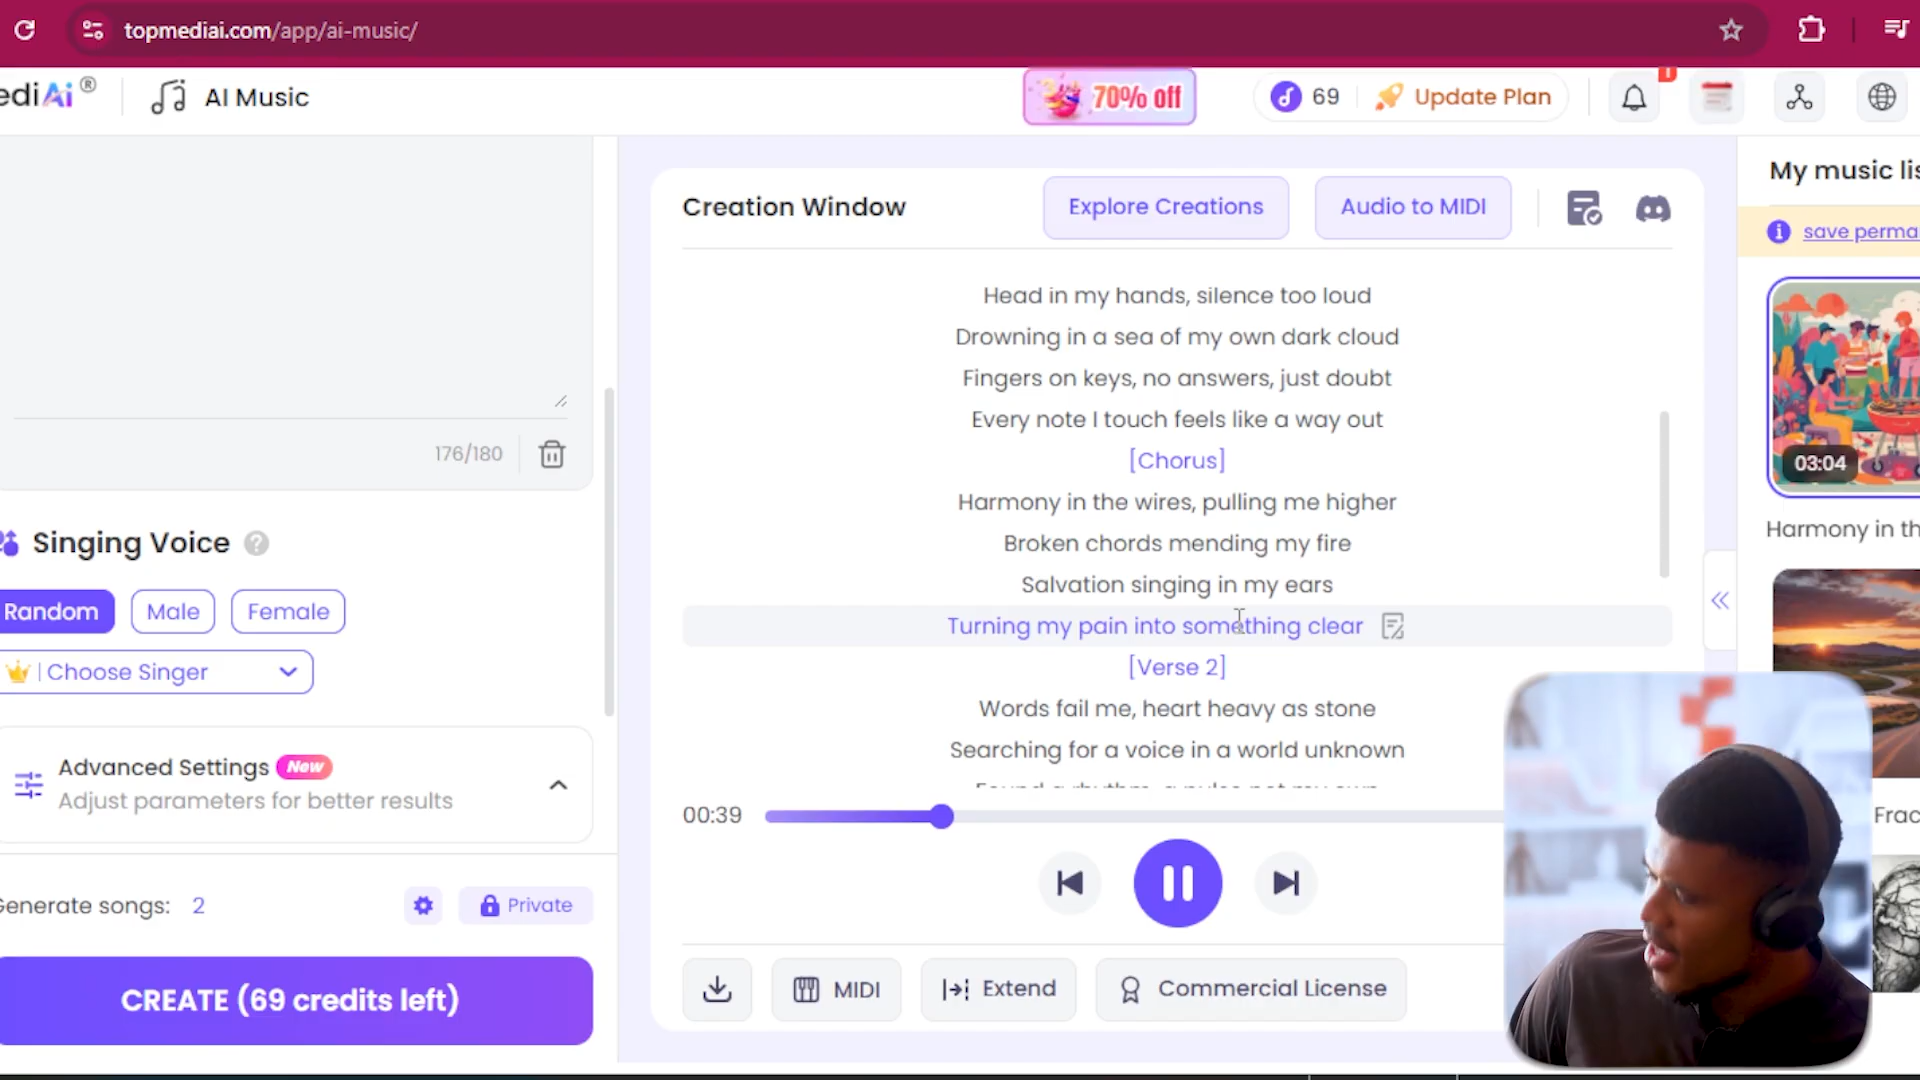 topmediai.com/app/ai-music/
ediAi®
AI Music
70% off
69
Update Plan
1
176/180
Singing Voice
Random
Male
Female
Choose Singer
Advanced Settings
New
Adjust parameters for better results
Generate songs: 2
Private
CREATE (69 credits left)
Creation Window
Explore Creations
Audio to MIDI
Head in my hands, silence too loud
Drowning in a sea of my own dark cloud
Fingers on keys, no answers, just doubt
Every note I touch feels like a way out
[Chorus]
Harmony in the wires, pulling me higher
Broken chords mending my fire
Salvation singing in my ears
Turning my pain into something clear
[Verse 2]
Words fail me, heart heavy as stone
Searching for a voice in a world unknown
00:39
MIDI
Extend
Commercial License
My music lis
save perma
03:04
Harmony in th
Frac